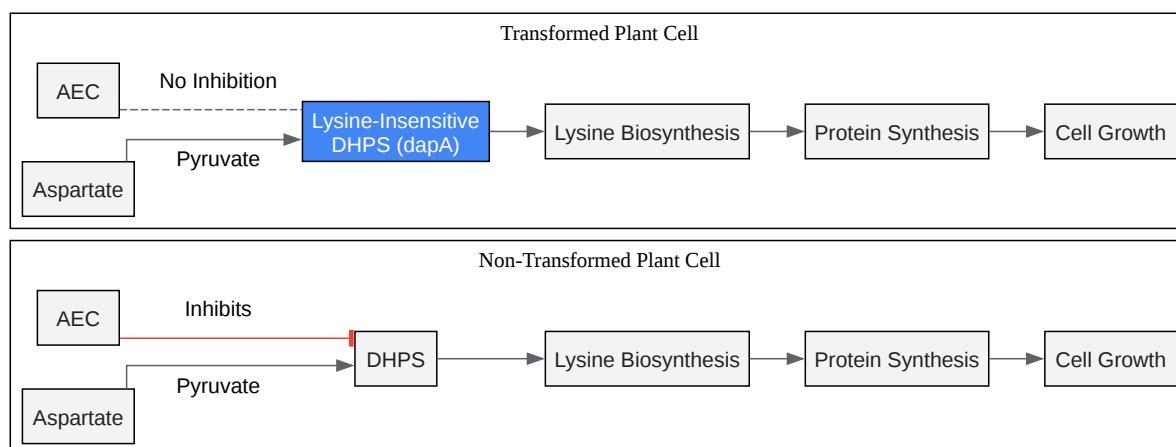 Transformed Plant Cell
AEC
No Inhibition
Lysine-Insensitive
DHPS (dapA)
Lysine Biosynthesis
Protein Synthesis
Cell Growth
Pyruvate
Aspartate
Non-Transformed Plant Cell
AEC
Inhibits
DHPS
Lysine Biosynthesis
Protein Synthesis
Cell Growth
Pyruvate
Aspartate